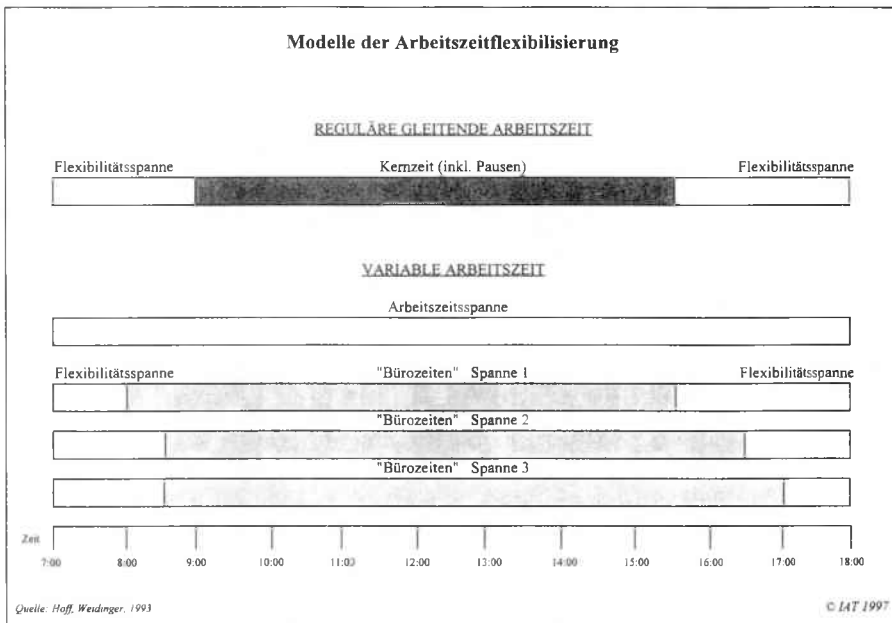 Modelle der Arbeitszeitflexibilisierung
REGULÄRE GLEITENDE ARBEITSZEIT
Flexibilitätsspanne Kernzeit (inkl. Pausen) Flexibilitätsspanne
VARIABLE ARBEITSZEIT
Arbeitszeitsspanne
Flexibilitätsspanne "Bürozeiten" Spanne 1 Flexibilitätsspanne
"Bürozeiten" Spanne 2
"Bürozeiten" Spanne 3
Zeit
7:00 8:00 9:00 10:00 11:00 12:00 13:00 14:00 15:00 16:00 17:00 18:00
Quelle: Hoff, Weidinger, 1993 © IAT 1997